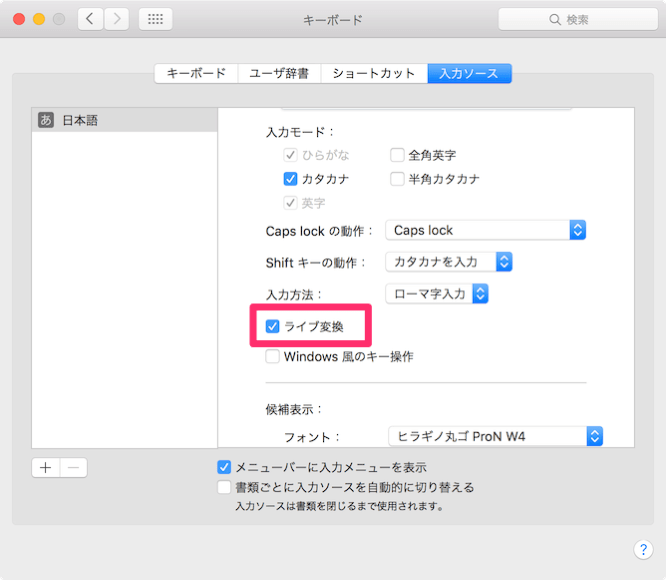 キーボード
検索
キーボード ユーザ辞書 ショートカット 入力ソース
あ 日本語
入力モード：
ひらがな 全角英字
カタカナ 半角カタカナ
英字
Caps lock の動作： Caps lock
Shift キーの動作： カタカナを入力
入力方法： ローマ字入力
ライブ変換
Windows 風のキー操作
候補表示：
フォント： ヒラギノ丸ゴ ProN W4
メニューバーに入力メニューを表示
書類ごとに入力ソースを自動的に切り替える
入力ソースは書類を閉じるまで使用されます。
?